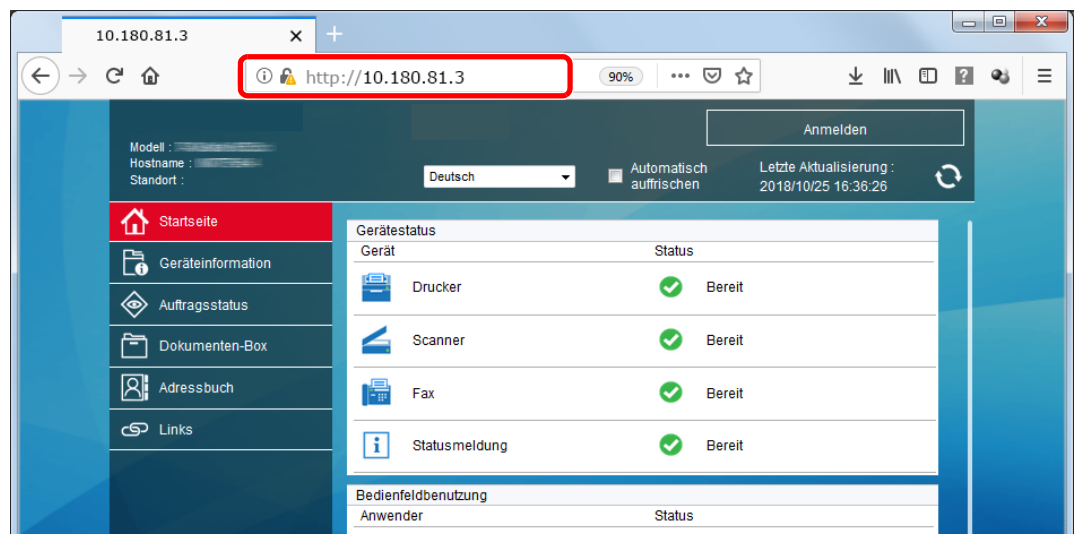 10.180.81.3
http://10.180.81.3
90%
Anmelden
Modell :
Hostname :
Standort :
Deutsch
Automatisch
auffrischen
Letzte Aktualisierung :
2018/10/25 16:36:26
Startseite
Geräteinformation
Auftragsstatus
Dokumenten-Box
Adressbuch
Links
Gerätestatus
Gerät Status
Drucker Bereit
Scanner Bereit
Fax Bereit
Statusmeldung Bereit
Bedienfeldbenutzung
Anwender Status